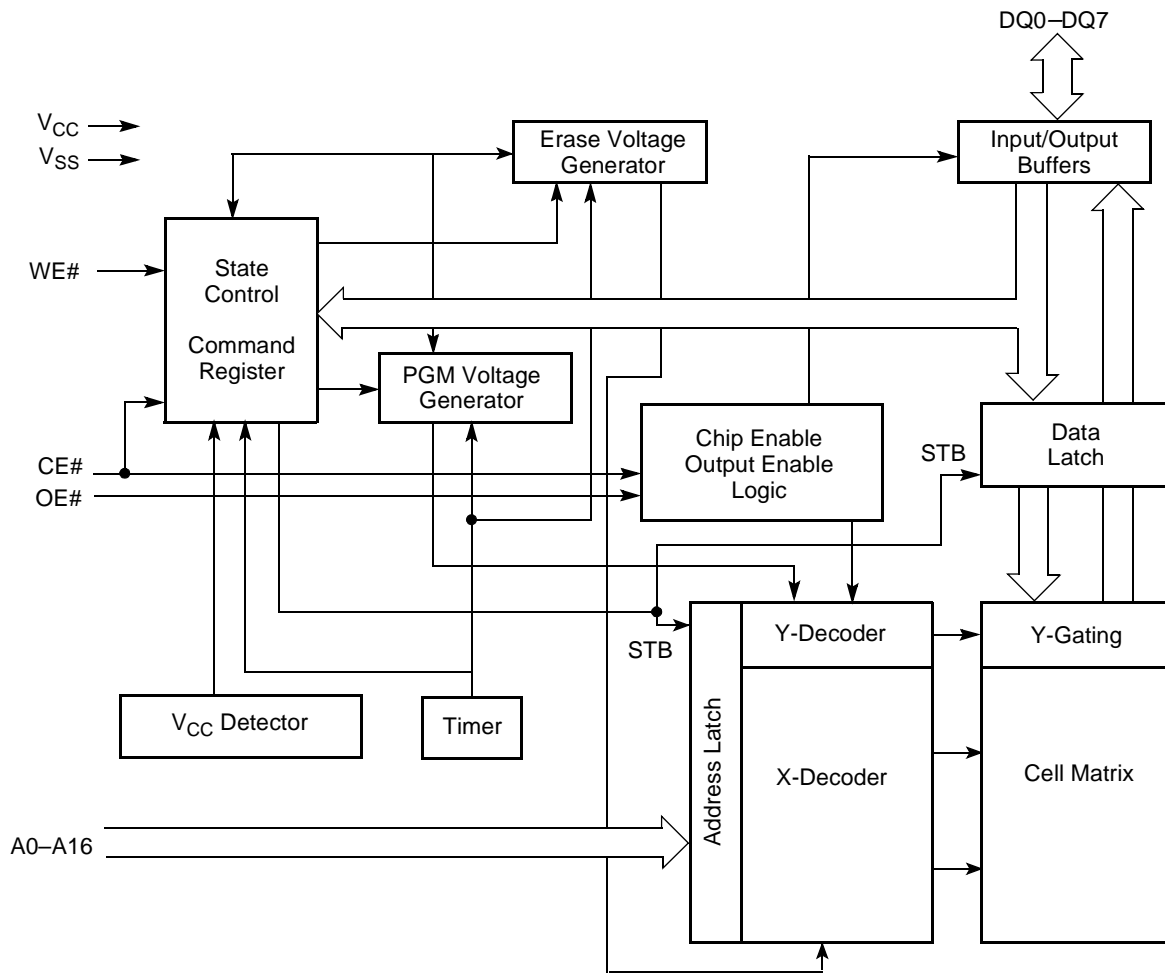 DQ0–DQ7
VCC
VSS
Erase Voltage
Generator
Input/Output
Buffers
WE#
State
Control
Command
Register
PGM Voltage
Generator
Chip Enable
Output Enable
Logic
STB
Data
Latch
CE#
OE#
STB
Address Latch
Y-Decoder
Y-Gating
VCC Detector
Timer
X-Decoder
Cell Matrix
A0–A16